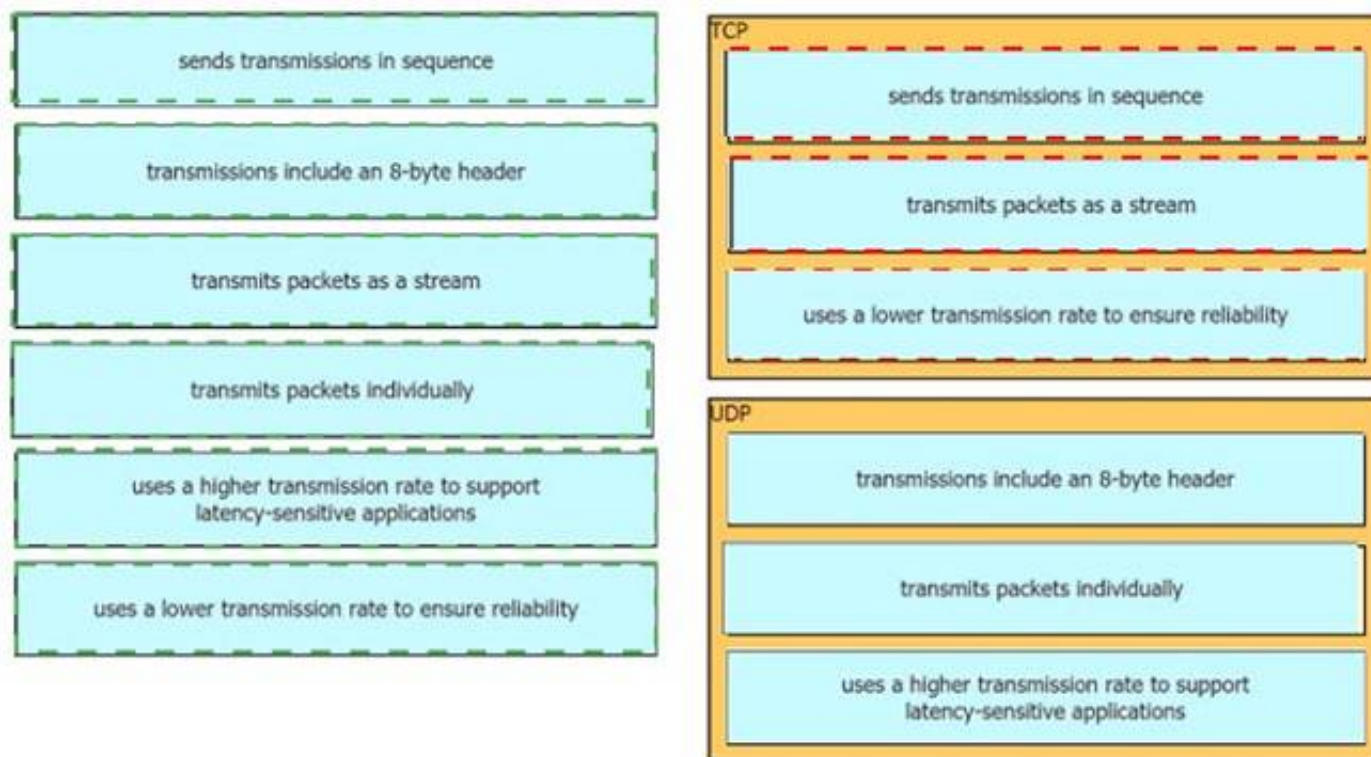 sends transmissions in sequence
transmissions include an 8-byte header
transmits packets as a stream
transmits packets individually
uses a higher transmission rate to support
latency-sensitive applications
uses a lower transmission rate to ensure reliability
TCP
sends transmissions in sequence
transmits packets as a stream
uses a lower transmission rate to ensure reliability
UDP
transmissions include an 8-byte header
transmits packets individually
uses a higher transmission rate to support
latency-sensitive applications